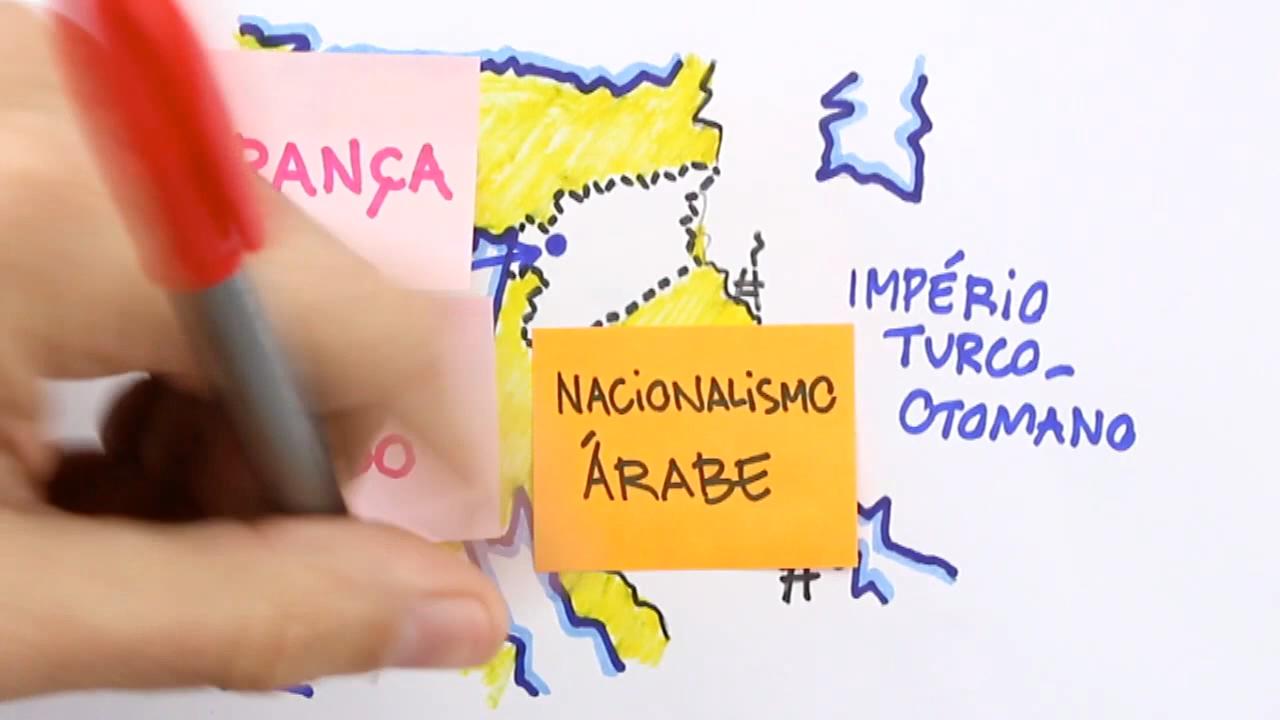 RANÇA
IMPÉRiO
TURCO-
OTOMANO
NACiONALiSMO
ÁRABE